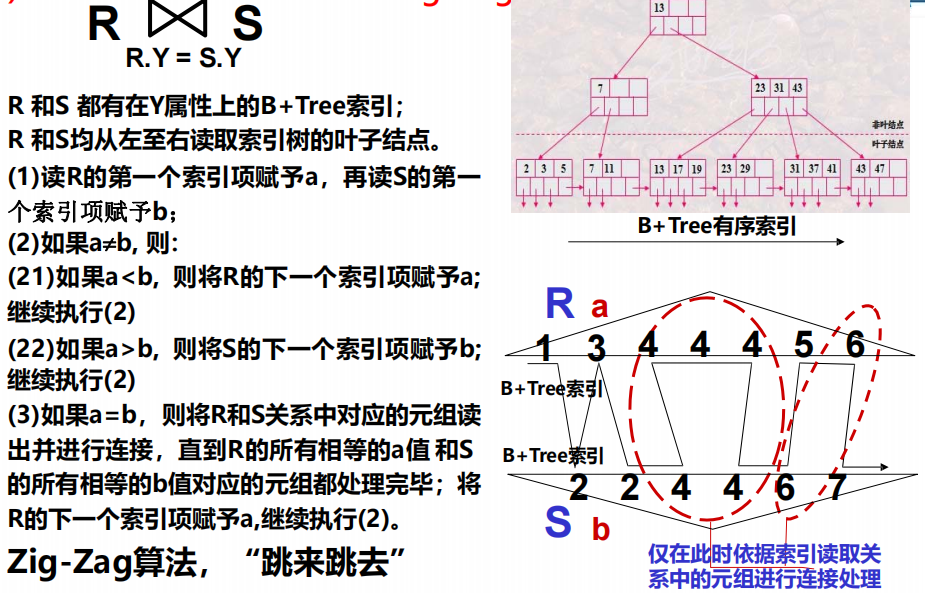 R ⋈ S
R.Y = S.Y
R 和S 都有在Y属性上的B+Tree索引；
R 和S均从左至右读取索引树的叶子结点。
(1)读R的第一个索引项赋予a，再读S的第一
个索引项赋予b；
(2)如果a≠b, 则：
(21)如果a<b，则将R的下一个索引项赋予a;
继续执行(2)
(22)如果a>b，则将S的下一个索引项赋予b;
继续执行(2)
(3)如果a=b，则将R和S关系中对应的元组读
出并进行连接，直到R的所有相等的a值 和S
的所有相等的b值对应的元组都处理完毕；将
R的下一个索引项赋予a,继续执行(2)。
Zig-Zag算法，“跳来跳去”
13
7
23 31 43
非叶结点
叶子结点
2 3 5
7 11
13 17 19
23 29
31 37 41
43 47
B+Tree有序索引
R a
1 3 4 4 4 5 6
B+Tree索引
B+Tree索引
2 2 4 4 6 7
S b
仅在此时依据索引读取关
系中的元组进行连接处理